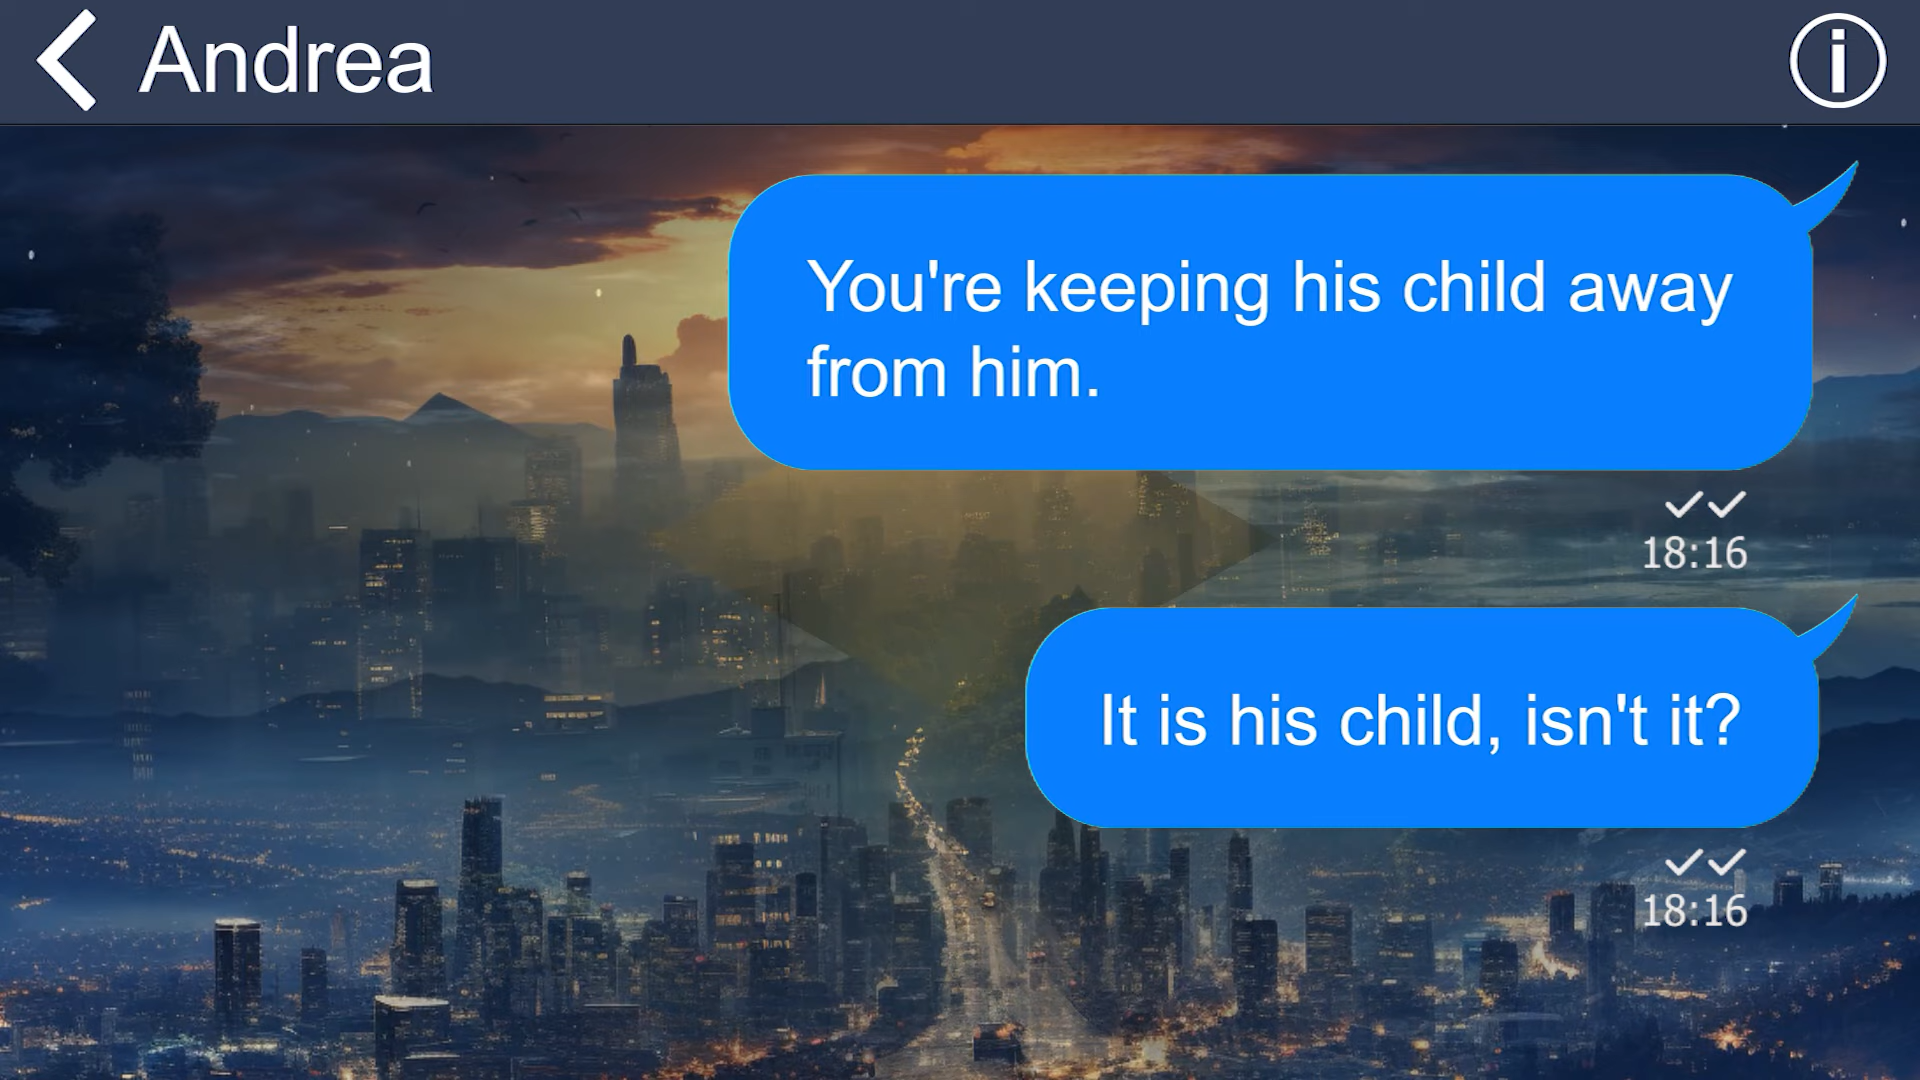 Andrea
You're keeping his child away
from him.
18:16
It is his child, isn't it?
18:16